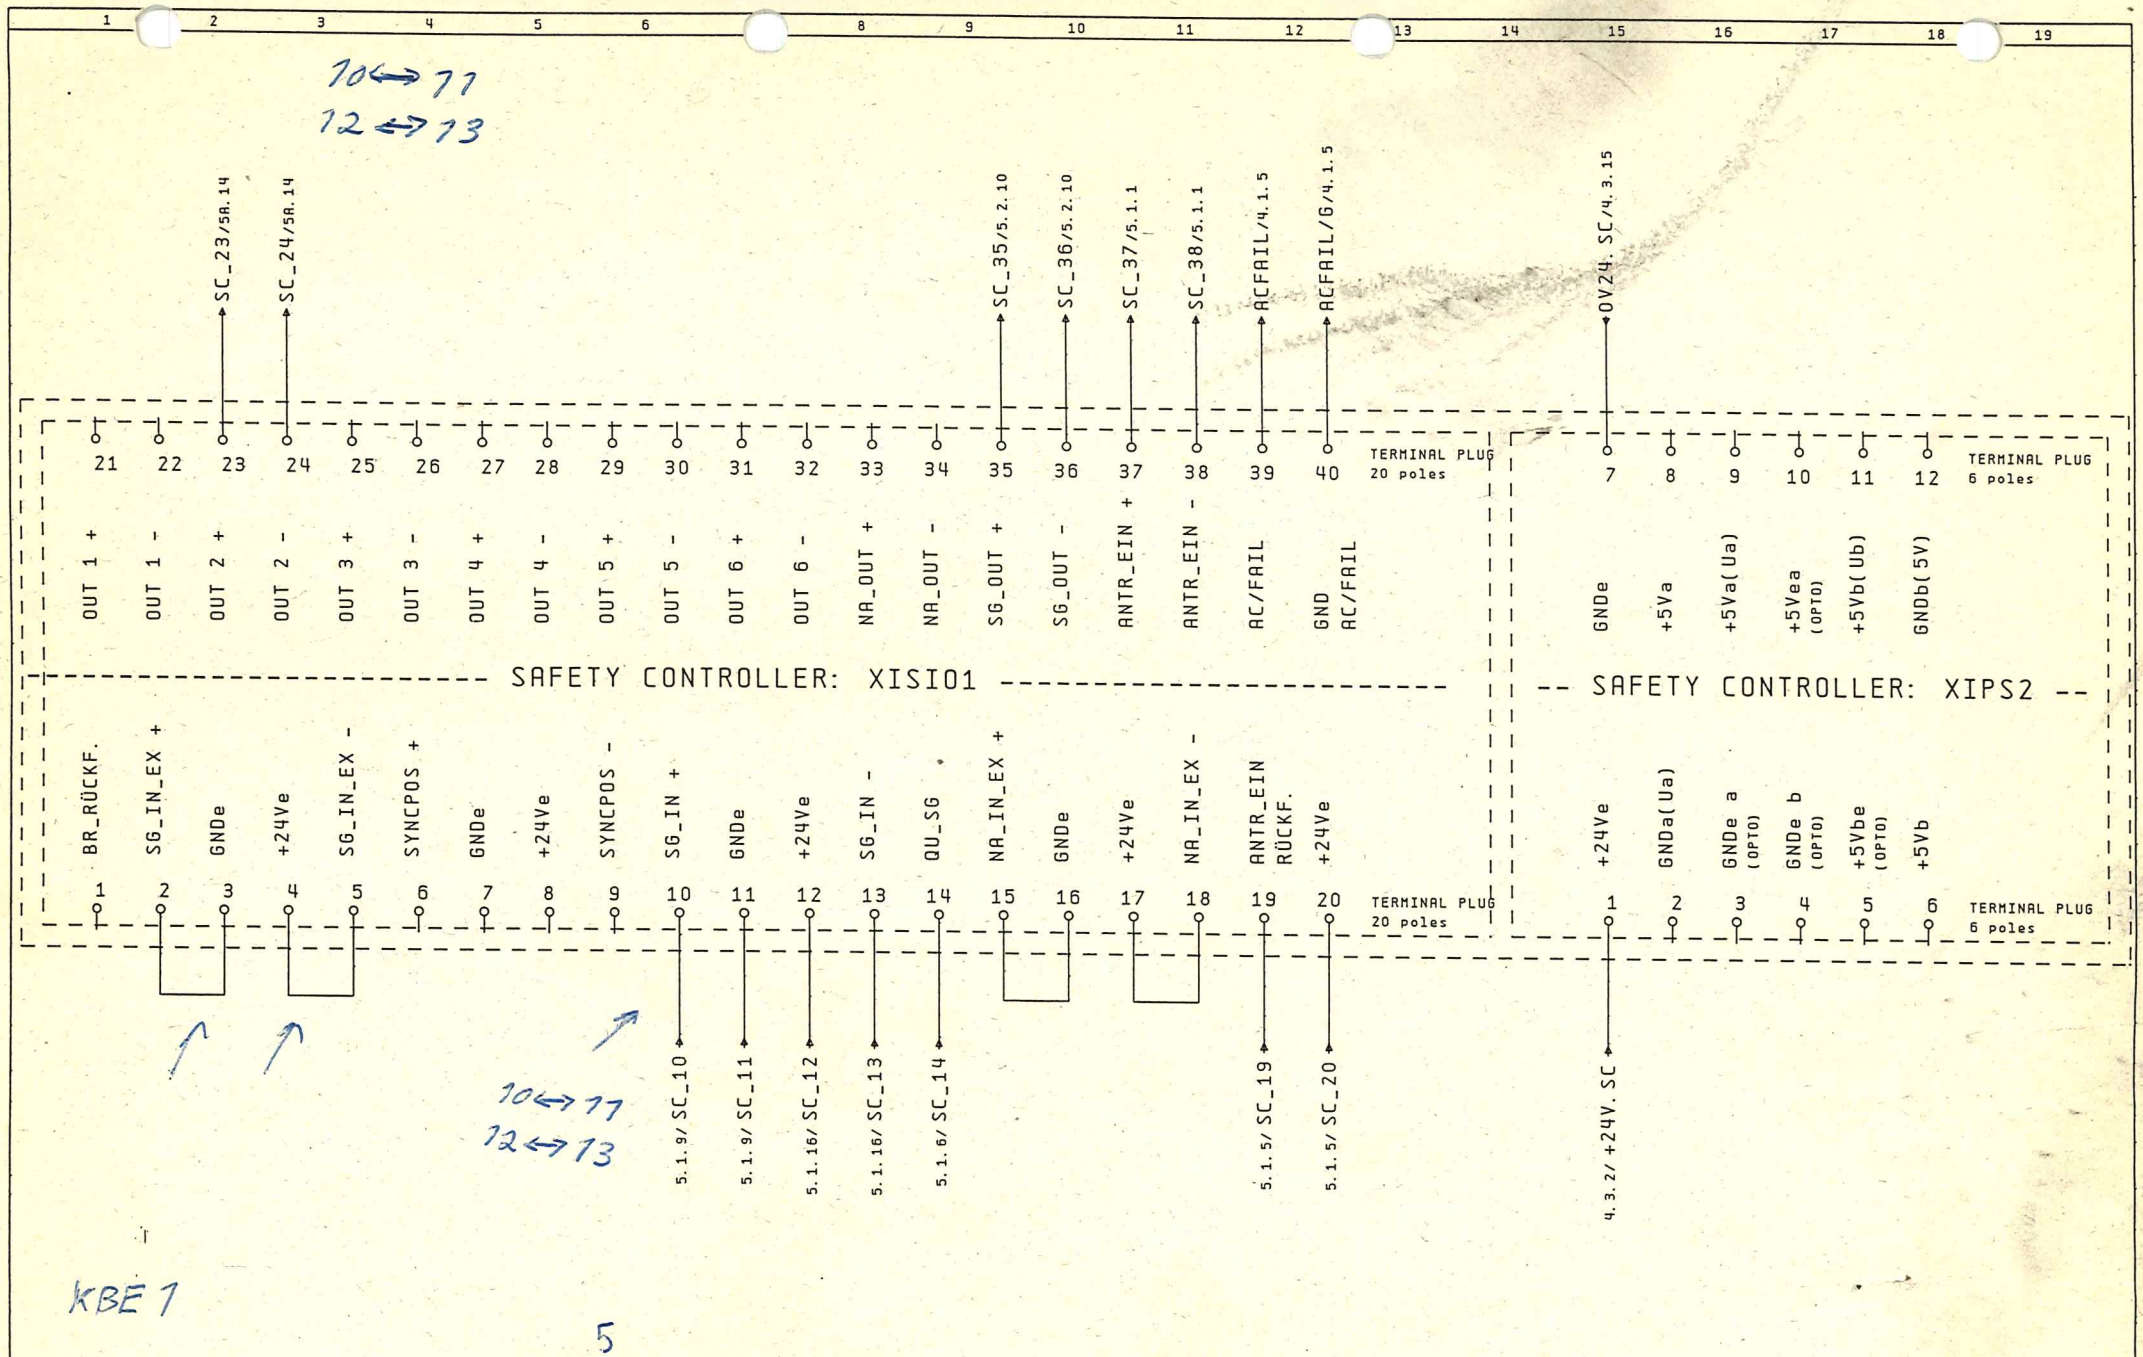 1 2 3 4 5 6 8 9 10 11 12 13 14 15 16 17 18 19
10↔11
12↔13
SC_23/5A.14
SC_24/5A.14
SC_35/5.2.10
SC_36/5.2.10
SC_37/5.1.1
SC_38/5.1.1
ACFAIL/4.1.5
ACFAIL/G/4.1.5
0V24.SC/4.3.15
21 22 23 24 25 26 27 28 29 30 31 32 33 34 35 36 37 38 39 40
TERMINAL PLUG
20 poles
7 8 9 10 11 12
TERMINAL PLUG
6 poles
OUT 1 +
OUT 1 -
OUT 2 +
OUT 2 -
OUT 3 +
OUT 3 -
OUT 4 +
OUT 4 -
OUT 5 +
OUT 5 -
OUT 6 +
OUT 6 -
NA_OUT +
NA_OUT -
SG_OUT +
SG_OUT -
ANTR_EIN +
ANTR_EIN -
AC/FAIL
GND
AC/FAIL
GNDe
+5Va
+5Va(Ua)
+5Vea
(OPTO)
+5Vb(Ub)
GNDb(5V)
SAFETY CONTROLLER: XISIO1
-- SAFETY CONTROLLER: XIPS2 --
BR_RÜCKF.
SG_IN_EX +
GNDe
+24Ve
SG_IN_EX -
SYNCPOS +
GNDe
+24Ve
SYNCPOS -
SG_IN +
GNDe
+24Ve
SG_IN -
QU_SG
NA_IN_EX +
GNDe
+24Ve
NA_IN_EX -
ANTR_EIN
RÜCKF.
+24Ve
+24Ve
GNDa(Ua)
GNDe a
(OPTO)
GNDe b
(OPTO)
+5Vbe
(OPTO)
+5Vb
1 2 3 4 5 6 7 8 9 10 11 12 13 14 15 16 17 18 19 20
TERMINAL PLUG
20 poles
1 2 3 4 5 6
TERMINAL PLUG
6 poles
10↔11
12↔13
5.1.9/ SC_10
5.1.9/ SC_11
5.1.16/ SC_12
5.1.16/ SC_13
5.1.6/ SC_14
5.1.5/ SC_19
5.1.5/ SC_20
4.3.2/ +24V.SC
KBE 1
5